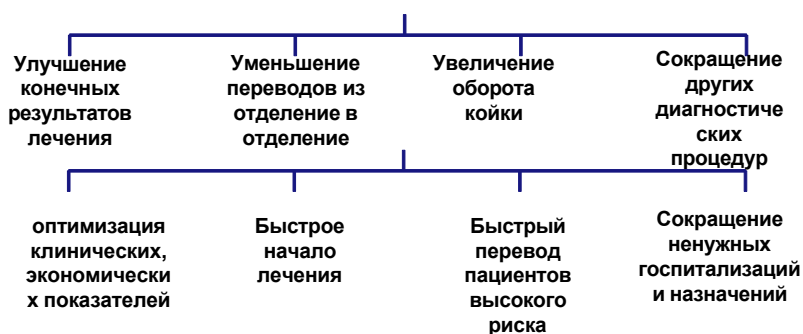 Улучшение
конечных
результатов
лечения
Уменьшение
переводов из
отделение в
отделение
Увеличение
оборота
койки
Сокращение
других
диагностиче
ских
процедур
оптимизация
клинических,
экономически
х показателей
Быстрое
начало
лечения
Быстрый
перевод
пациентов
высокого
риска
Сокращение
ненужных
госпитализаций
и назначений